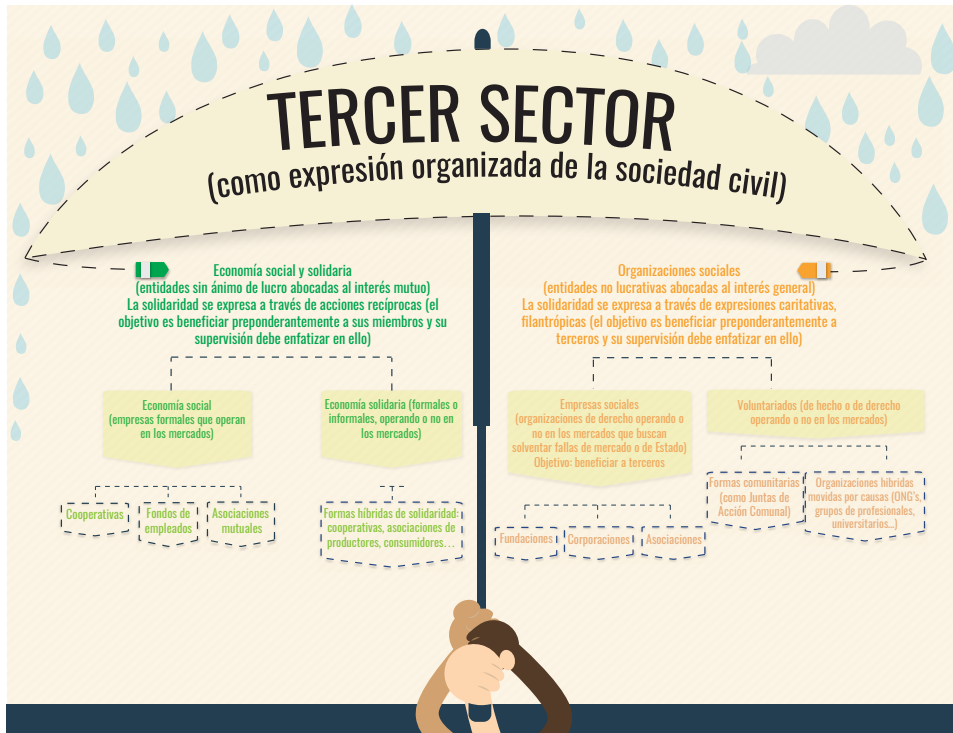 TERCER SECTOR
(como expresión organizada de la sociedad civil)
Economía social y solidaria
(entidades sin ánimo de lucro abocadas al interés mutuo)
La solidaridad se expresa a través de acciones recíprocas (el
objetivo es beneficiar preponderantemente a sus miembros y su
supervisión debe enfatizar en ello)
Organizaciones sociales
(entidades no lucrativas abocadas al interés general)
La solidaridad se expresa a través de expresiones caritativas,
filantrópicas (el objetivo es beneficiar preponderantemente a
terceros y su supervisión debe enfatizar en ello)
Economía social
(empresas formales que operan
en los mercados)
Economía solidaria (formales o
informales, operando o no en
los mercados)
Empresas sociales
(organizaciones de derecho operando o
no en los mercados que buscan
solventar fallas de mercado o de Estado)
Objetivo: beneficiar a terceros
Voluntariados (de hecho o de derecho
operando o no en los mercados)
Cooperativas
Fondos de
empleados
Asociaciones
mutuales
Formas híbridas de solidaridad:
cooperativas, asociaciones de
productores, consumidores…
Fundaciones
Corporaciones
Asociaciones
Formas comunitarias
(como Juntas de
Acción Comunal)
Organizaciones híbridas
movidas por causas (ONG's,
grupos de profesionales,
universitarios...)